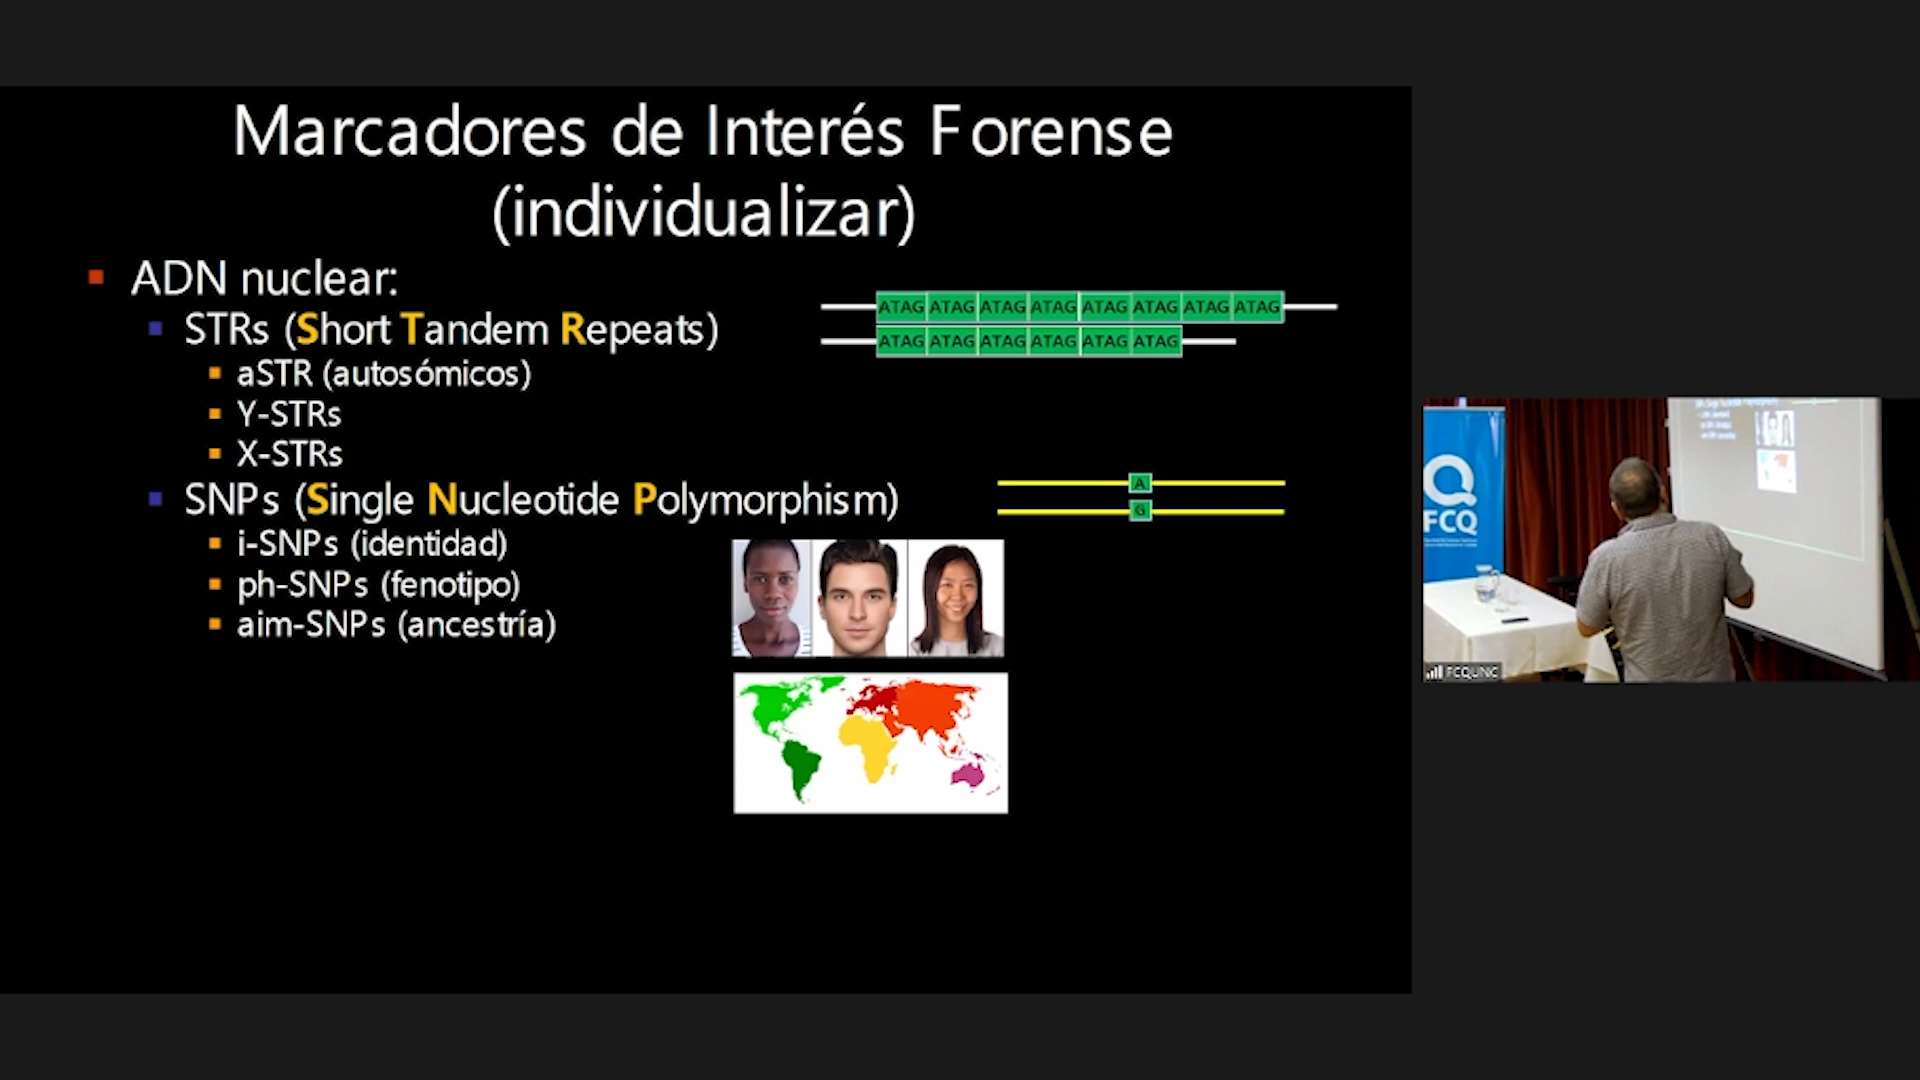 Marcadores de Interés Forense
(individualizar)
ADN nuclear:
STRs (Short Tandem Repeats)
ATAG ATAG ATAG ATAG ATAG ATAG ATAG ATAG
ATAG ATAG ATAG ATAG ATAG ATAG
aSTR (autosómicos)
Y-STRs
X-STRs
SNPs (Single Nucleotide Polymorphism)
A
G
i-SNPs (identidad)
ph-SNPs (fenotipo)
aim-SNPs (ancestría)
FCQ
FCQUNC